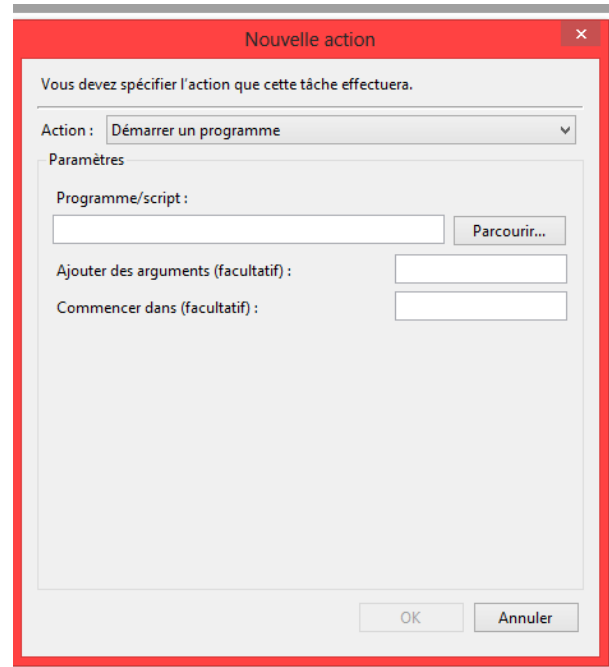 Nouvelle action
Vous devez spécifier l'action que cette tâche effectuera.
Action : Démarrer un programme
Paramètres
Programme/script :
Parcourir...
Ajouter des arguments (facultatif) :
Commencer dans (facultatif) :
OK Annuler